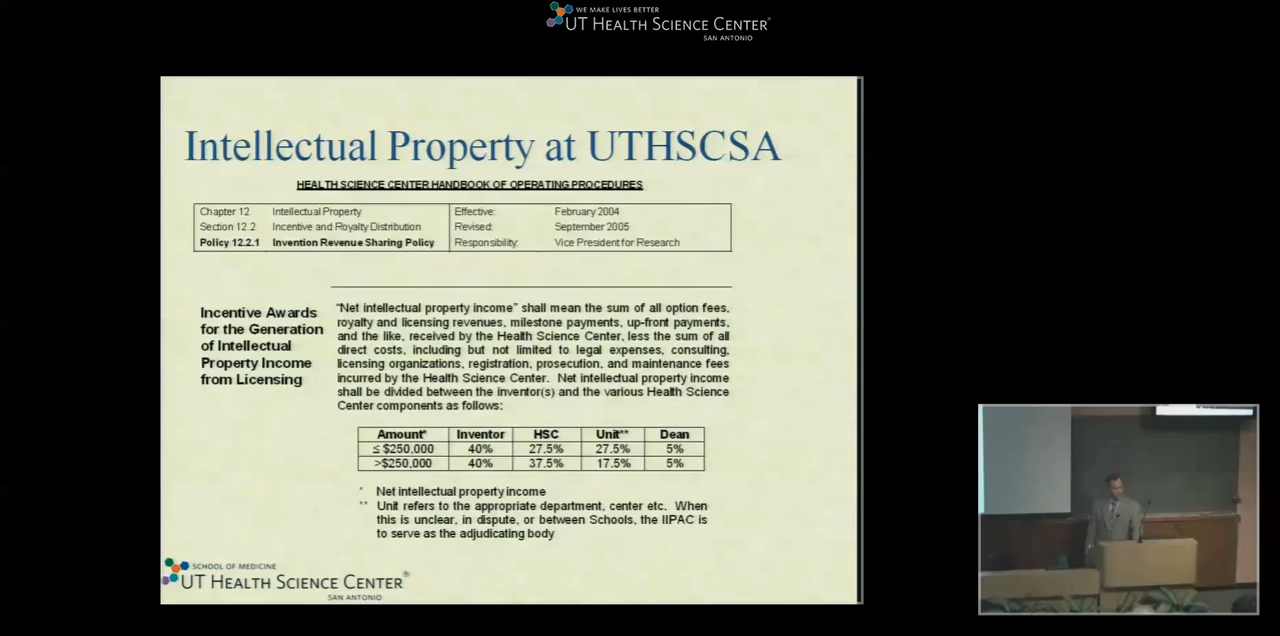 WE MAKE LIVES BETTER
UT HEALTH SCIENCE CENTER®
SAN ANTONIO
Intellectual Property at UTHSCSA
HEALTH SCIENCE CENTER HANDBOOK OF OPERATING PROCEDURES
Chapter 12 Intellectual Property Effective: February 2004
Section 12.2 Incentive and Royalty Distribution Revised: September 2005
Policy 12.2.1 Invention Revenue Sharing Policy Responsibility: Vice President for Research
Incentive Awards
for the Generation
of Intellectual
Property Income
from Licensing
"Net intellectual property income" shall mean the sum of all option fees,
royalty and licensing revenues, milestone payments, up-front payments,
and the like, received by the Health Science Center, less the sum of all
direct costs, including but not limited to legal expenses, consulting,
licensing organizations, registration, prosecution, and maintenance fees
incurred by the Health Science Center. Net intellectual property income
shall be divided between the inventor(s) and the various Health Science
Center components as follows:
Amount* Inventor HSC Unit** Dean
≤ $250,000 40% 27.5% 27.5% 5%
>$250,000 40% 37.5% 17.5% 5%
* Net intellectual property income
** Unit refers to the appropriate department, center etc. When
this is unclear, in dispute, or between Schools, the IIPAC is
to serve as the adjudicating body
SCHOOL OF MEDICINE
UT HEALTH SCIENCE CENTER®
SAN ANTONIO